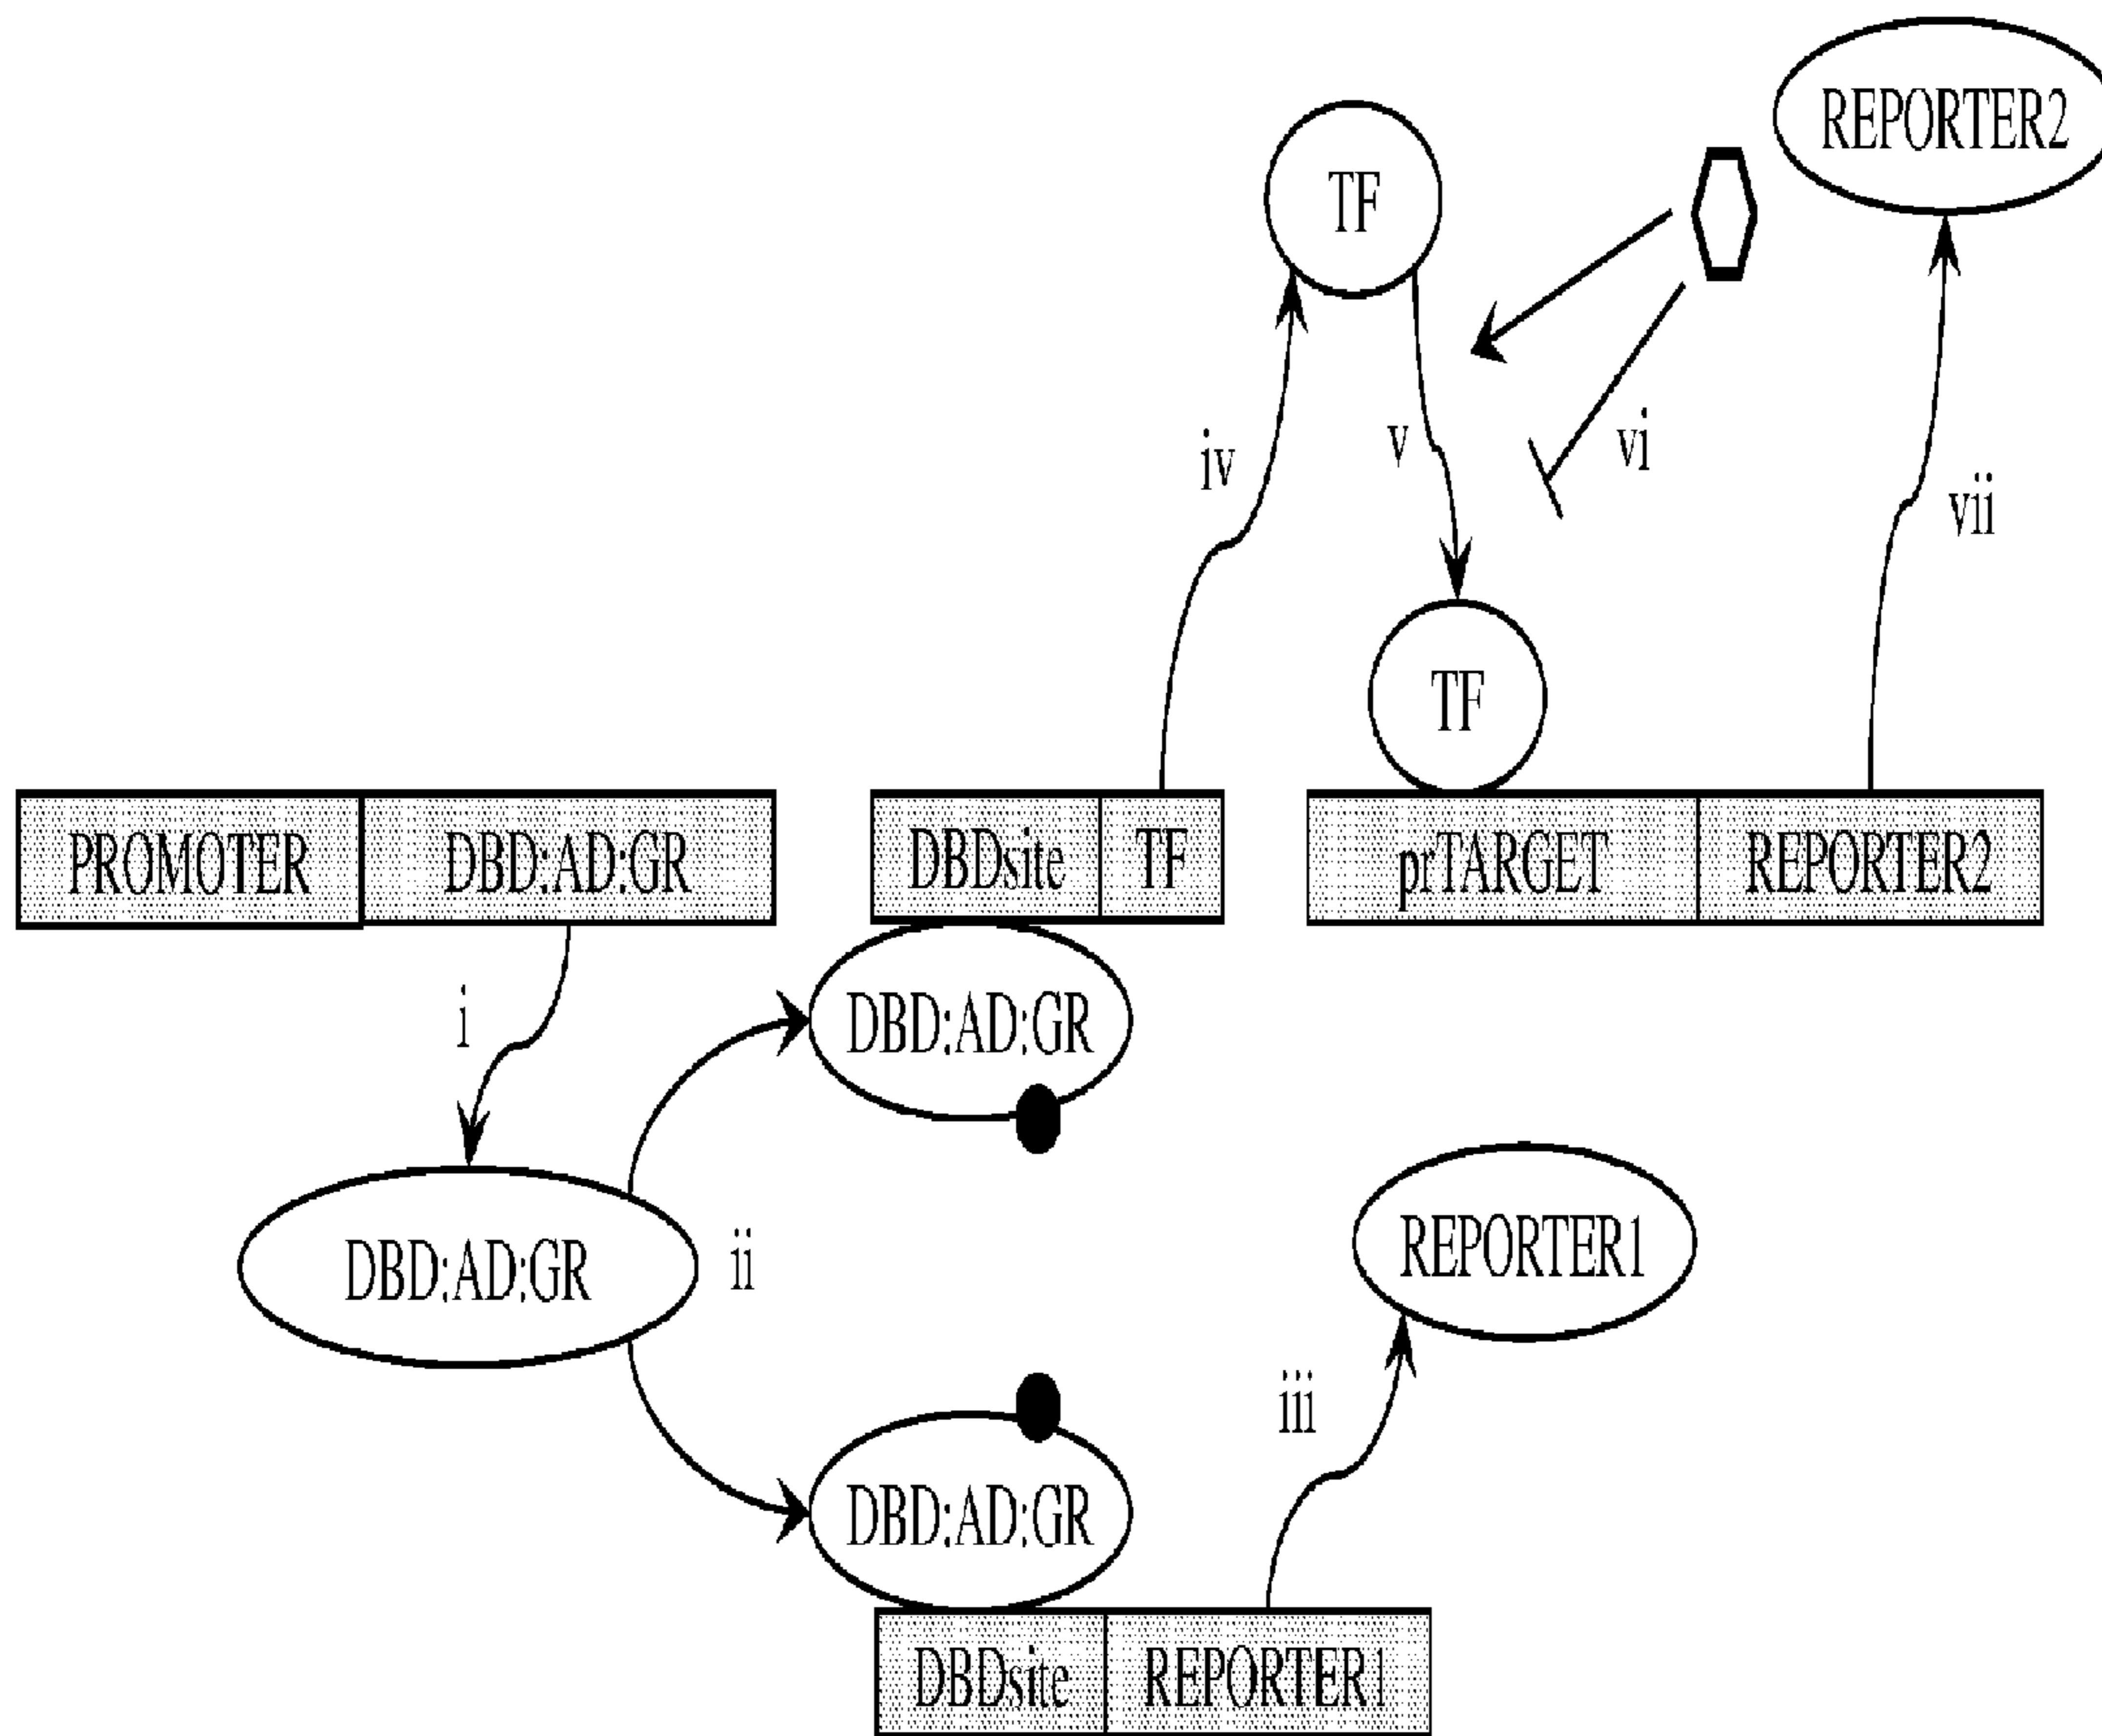 REPORTER2
TF
iv
v
vi
vii
TF
PROMOTER
DBD:AD:GR
DBDsite
TF
prTARGET
REPORTER2
i
DBD:AD:GR
DBD:AD:GR
ii
REPORTER1
iii
DBD:AD:GR
DBDsite
REPORTER1